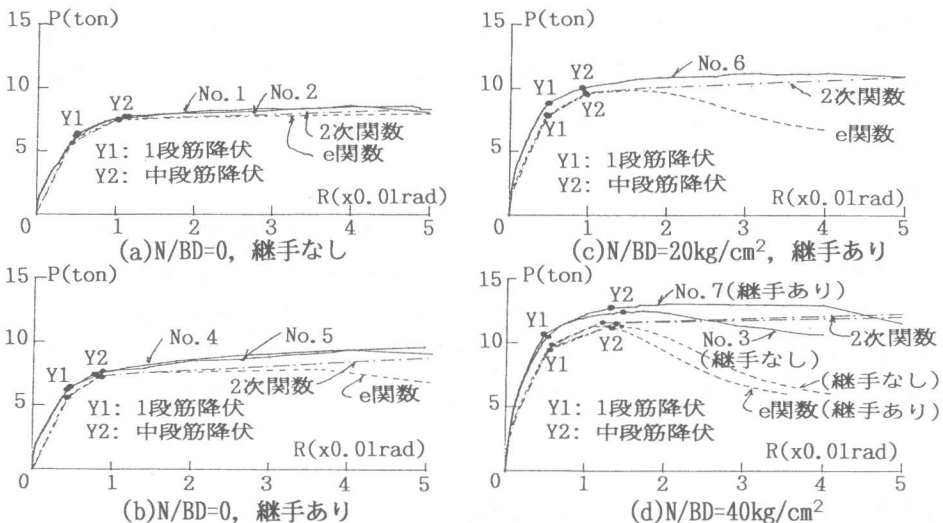 15 P(ton)
10
5
0
No.1
No.2
Y1
Y2
2次関数
e関数
Y1: 1段筋降伏
Y2: 中段筋降伏
R(x0.01rad)
1 2 3 4 5
(a)N/BD=0, 継手なし
15 P(ton)
10
5
0
No.6
Y1
Y2
Y1
Y2
2次関数
e関数
Y1: 1段筋降伏
Y2: 中段筋降伏
R(x0.01rad)
1 2 3 4 5
(c)N/BD=20kg/cm², 継手あり
15 P(ton)
10
5
0
No.4
No.5
Y1
Y2
2次関数
e関数
Y1: 1段筋降伏
Y2: 中段筋降伏
R(x0.01rad)
1 2 3 4 5
(b)N/BD=0, 継手あり
15 P(ton)
10
5
0
Y1
Y2
No.7(継手あり)
Y1
Y2
No.3
(継手なし)
2次関数
(継手なし)
e関数(継手あり)
Y1: 1段筋降伏
Y2: 中段筋降伏
R(x0.01rad)
1 2 3 4 5
(d)N/BD=40kg/cm²